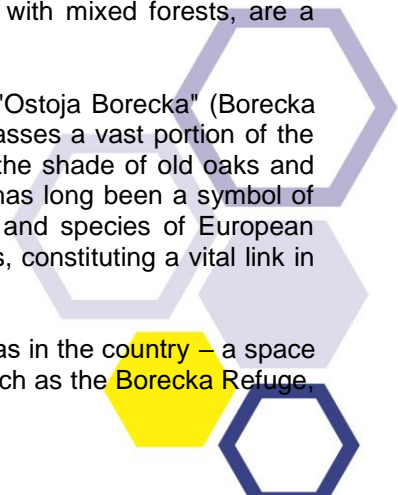 with mixed forests, are a
"Ostoja Borecka" (Borecka
asses a vast portion of the
the shade of old oaks and
has long been a symbol of
and species of European
s, constituting a vital link in
as in the country – a space
ch as the Borecka Refuge,